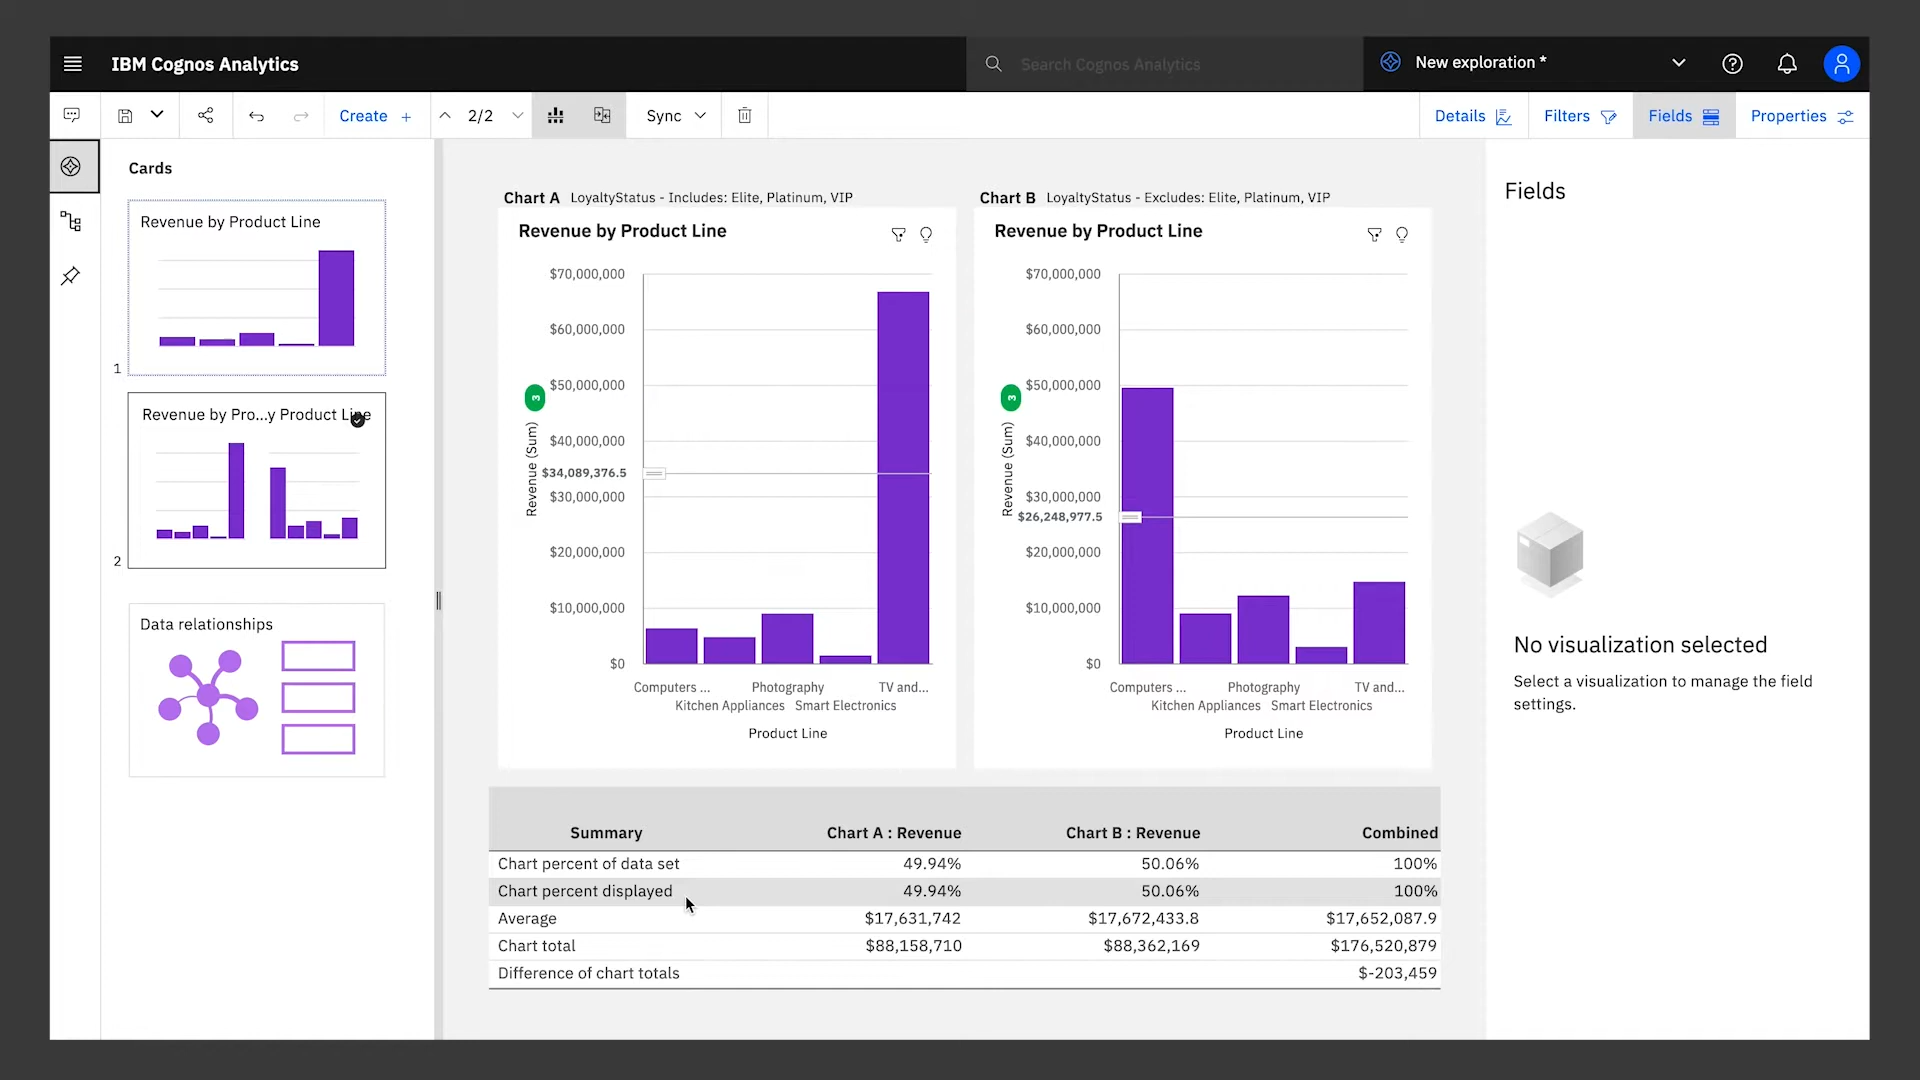 IBM Cognos Analytics
Search Cognos Analytics
New exploration *
Create +
2/2
Sync
Details
Filters
Fields
Properties
Cards
Revenue by Product Line
1
Revenue by Pro...y Product Line
2
Data relationships
Chart A LoyaltyStatus - Includes: Elite, Platinum, VIP
Revenue by Product Line
$70,000,000
$60,000,000
$50,000,000
$40,000,000
$34,089,376.5
$30,000,000
$20,000,000
$10,000,000
$0
3
Revenue (Sum)
Computers ...
Photography
TV and...
Kitchen Appliances
Smart Electronics
Product Line
Chart B LoyaltyStatus - Excludes: Elite, Platinum, VIP
Revenue by Product Line
$70,000,000
$60,000,000
$50,000,000
$40,000,000
$30,000,000
$26,248,977.5
$20,000,000
$10,000,000
$0
3
Revenue (Sum)
Computers ...
Photography
TV and...
Kitchen Appliances
Smart Electronics
Product Line
Summary Chart A : Revenue Chart B : Revenue Combined
Chart percent of data set 49.94% 50.06% 100%
Chart percent displayed 49.94% 50.06% 100%
Average $17,631,742 $17,672,433.8 $17,652,087.9
Chart total $88,158,710 $88,362,169 $176,520,879
Difference of chart totals $-203,459
Fields
No visualization selected
Select a visualization to manage the field
settings.